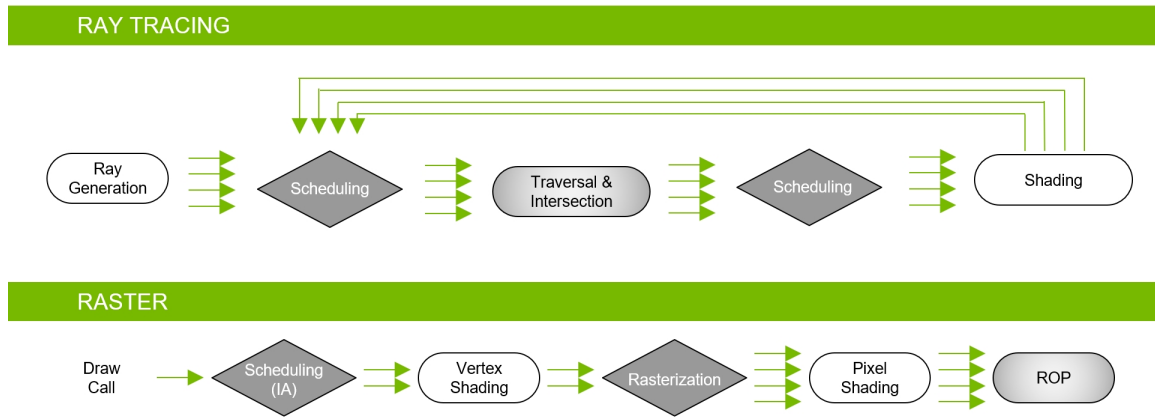 RAY TRACING
Ray
Generation
Scheduling
Traversal &
Intersection
Scheduling
Shading
RASTER
Draw
Call
Scheduling
(IA)
Vertex
Shading
Rasterization
Pixel
Shading
ROP